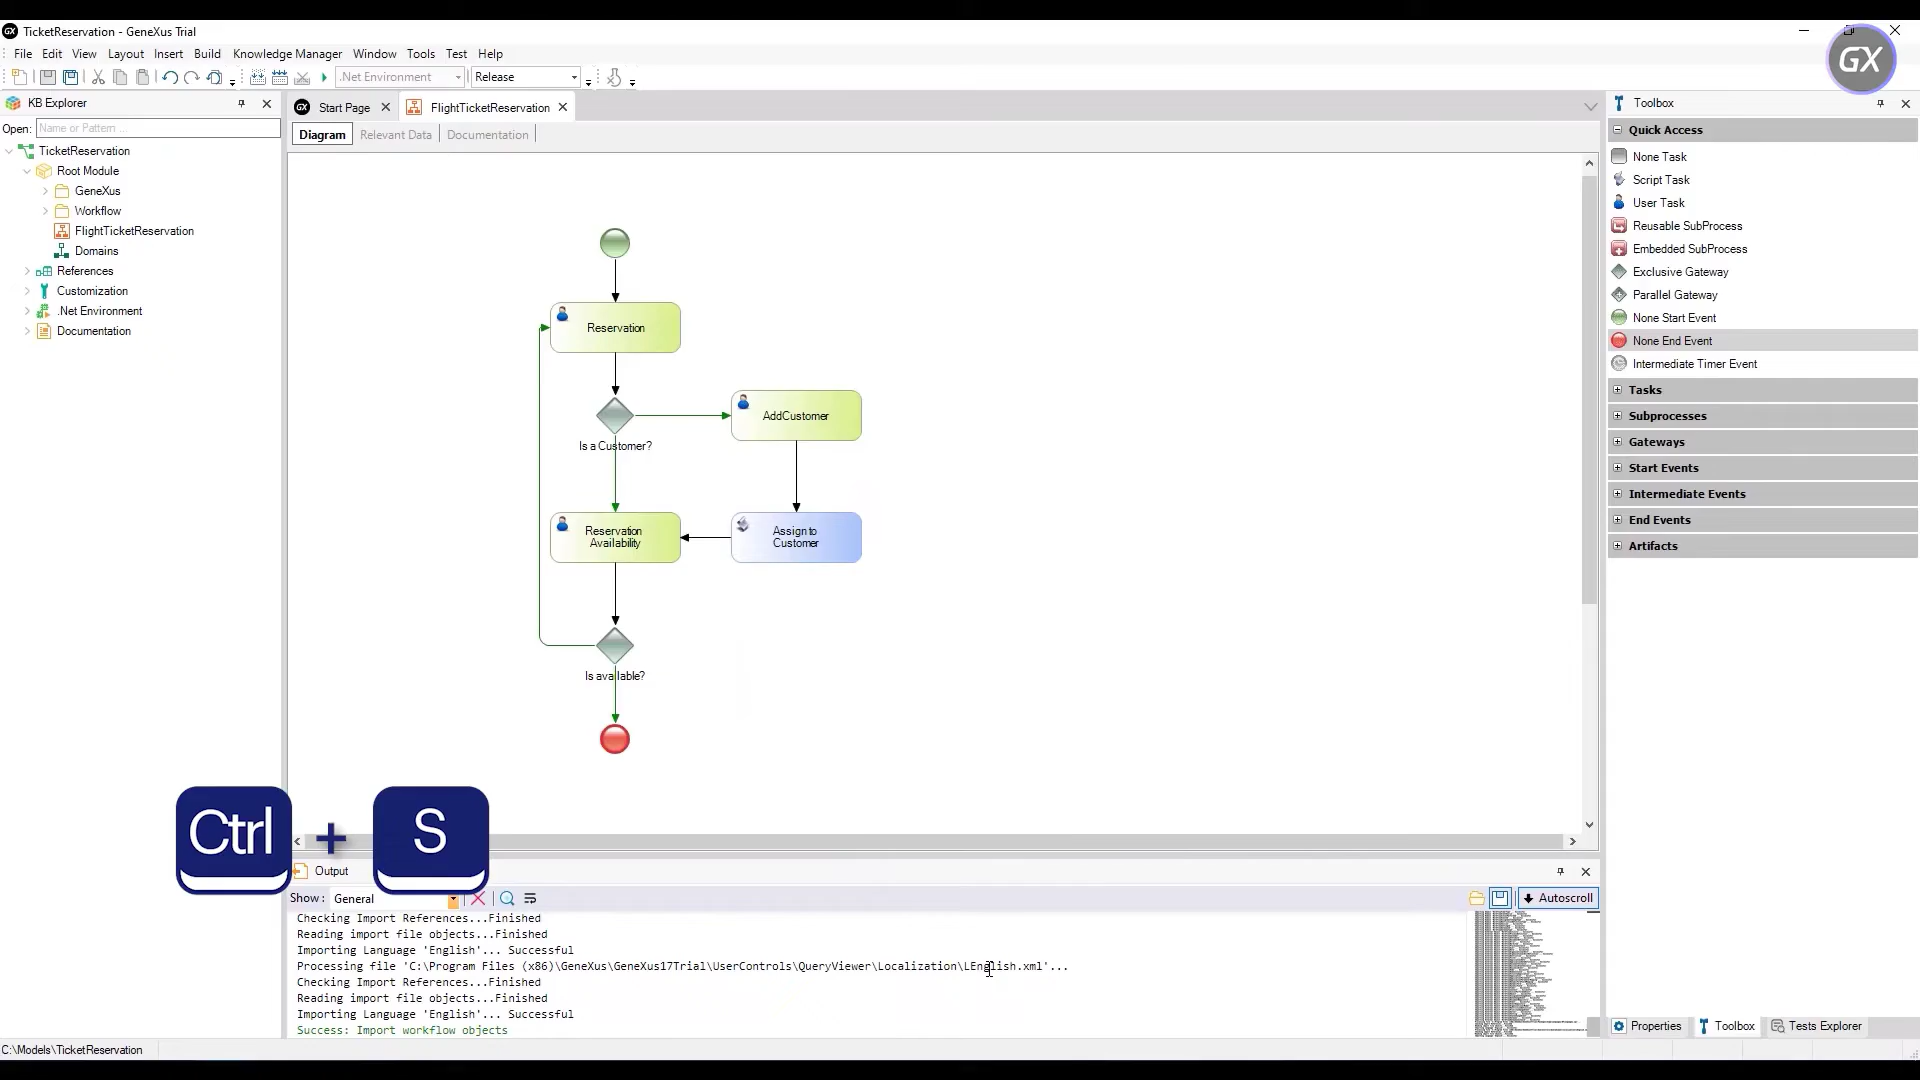 TicketReservation - GeneXus Trial
GX
File Edit View Layout Insert Build Knowledge Manager Window Tools Test Help
.Net Environment Release
KB Explorer
Open: Name or Pattern ...
TicketReservation
Root Module
GeneXus
Workflow
FlightTicketReservation
Domains
References
Customization
.Net Environment
Documentation
GX Start Page FlightTicketReservation
Diagram Relevant Data Documentation
Reservation
AddCustomer
Is a Customer?
Reservation
Availability
Assign to
Customer
Is available?
Toolbox
Quick Access
None Task
Script Task
User Task
Reusable SubProcess
Embedded SubProcess
Exclusive Gateway
Parallel Gateway
None Start Event
None End Event
Intermediate Timer Event
Tasks
Subprocesses
Gateways
Start Events
Intermediate Events
End Events
Artifacts
Ctrl + S
Output
Show: General Autoscroll
Checking Import References...Finished
Reading import file objects...Finished
Importing Language 'English'... Successful
Processing file 'C:\Program Files (x86)\GeneXus\GeneXus17Trial\UserControls\QueryViewer\Localization\LEnglish.xml'...
Checking Import References...Finished
Reading import file objects...Finished
Importing Language 'English'... Successful
Success: Import workflow objects
Properties Toolbox Tests Explorer
C:\Models\TicketReservation